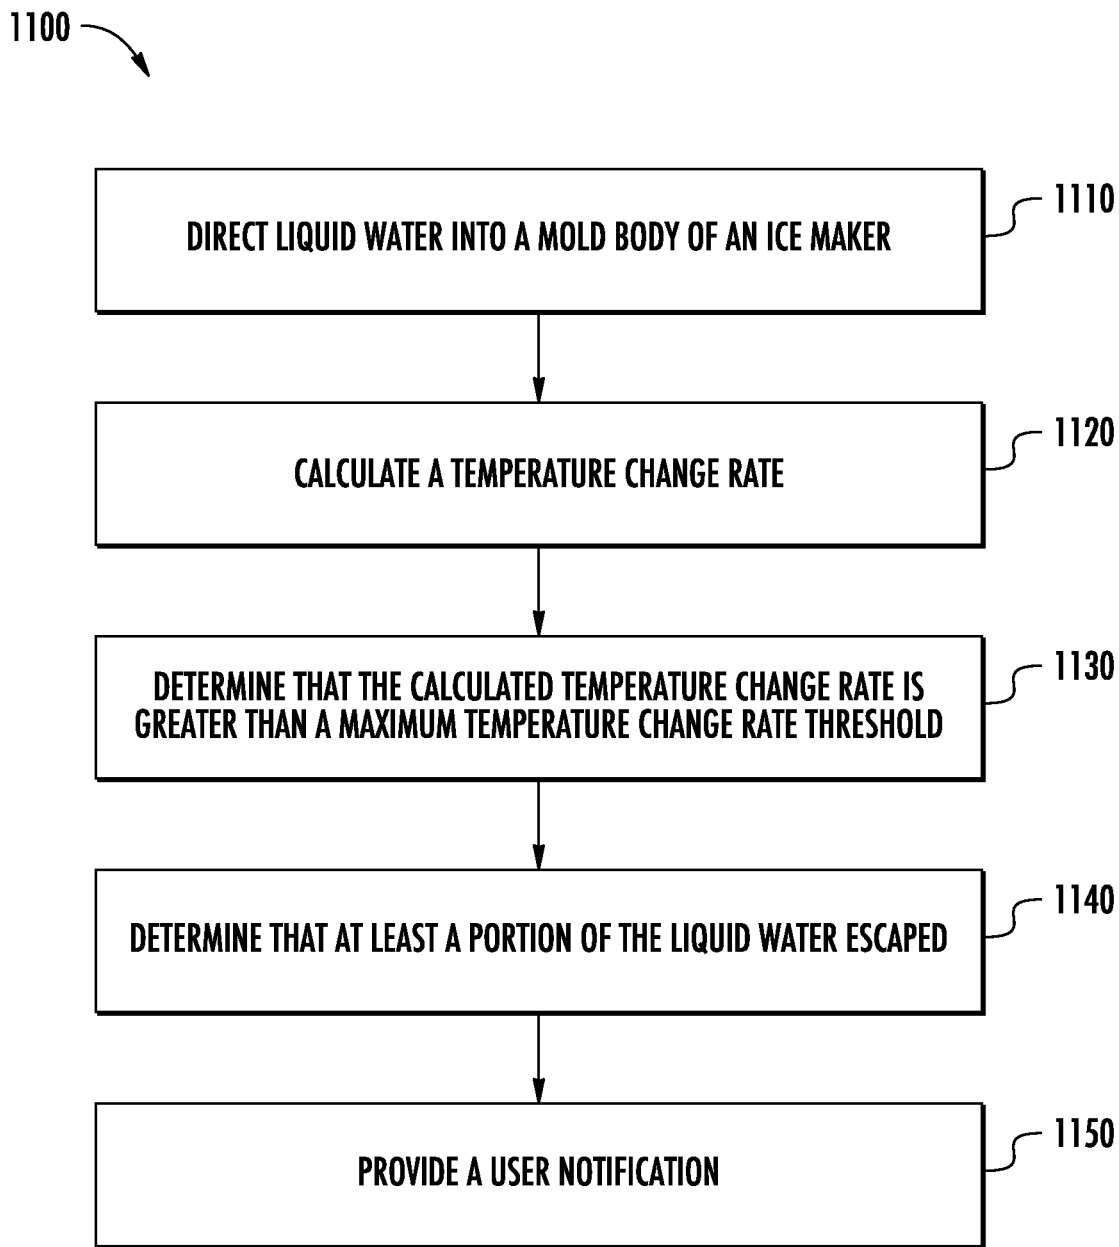 1100
DIRECT LIQUID WATER INTO A MOLD BODY OF AN ICE MAKER
1110
CALCULATE A TEMPERATURE CHANGE RATE
1120
DETERMINE THAT THE CALCULATED TEMPERATURE CHANGE RATE IS
GREATER THAN A MAXIMUM TEMPERATURE CHANGE RATE THRESHOLD
1130
DETERMINE THAT AT LEAST A PORTION OF THE LIQUID WATER ESCAPED
1140
PROVIDE A USER NOTIFICATION
1150